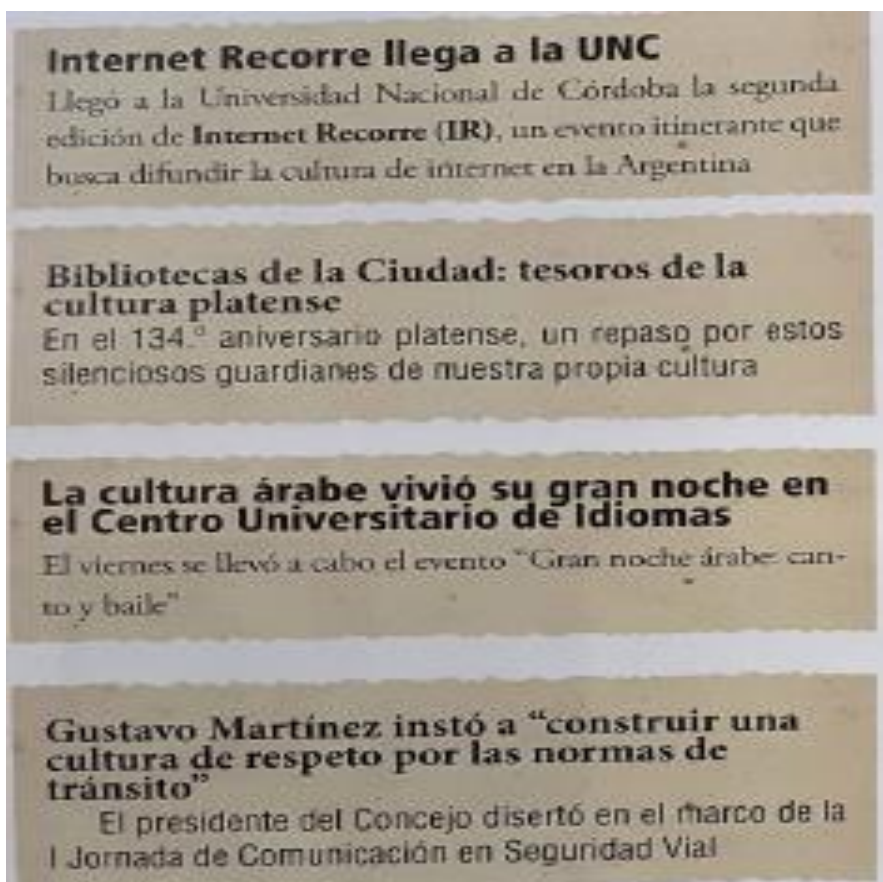 Internet Recorre llega a la UNC
Llegó a la Universidad Nacional de Córdoba la segunda
edición de Internet Recorre (IR), un evento itinerante que
busca difundir la cultura de internet en la Argentina
Bibliotecas de la Ciudad: tesoros de la
cultura platense
En el 134.º aniversario platense, un repaso por estos
silenciosos guardianes de nuestra propia cultura
La cultura árabe vivió su gran noche en
el Centro Universitario de Idiomas
El viernes se llevó a cabo el evento “Gran noche árabe: can-
to y baile”
Gustavo Martínez instó a “construir una
cultura de respeto por las normas de
tránsito”
El presidente del Concejo disertó en el marco de la
I Jornada de Comunicación en Seguridad Vial